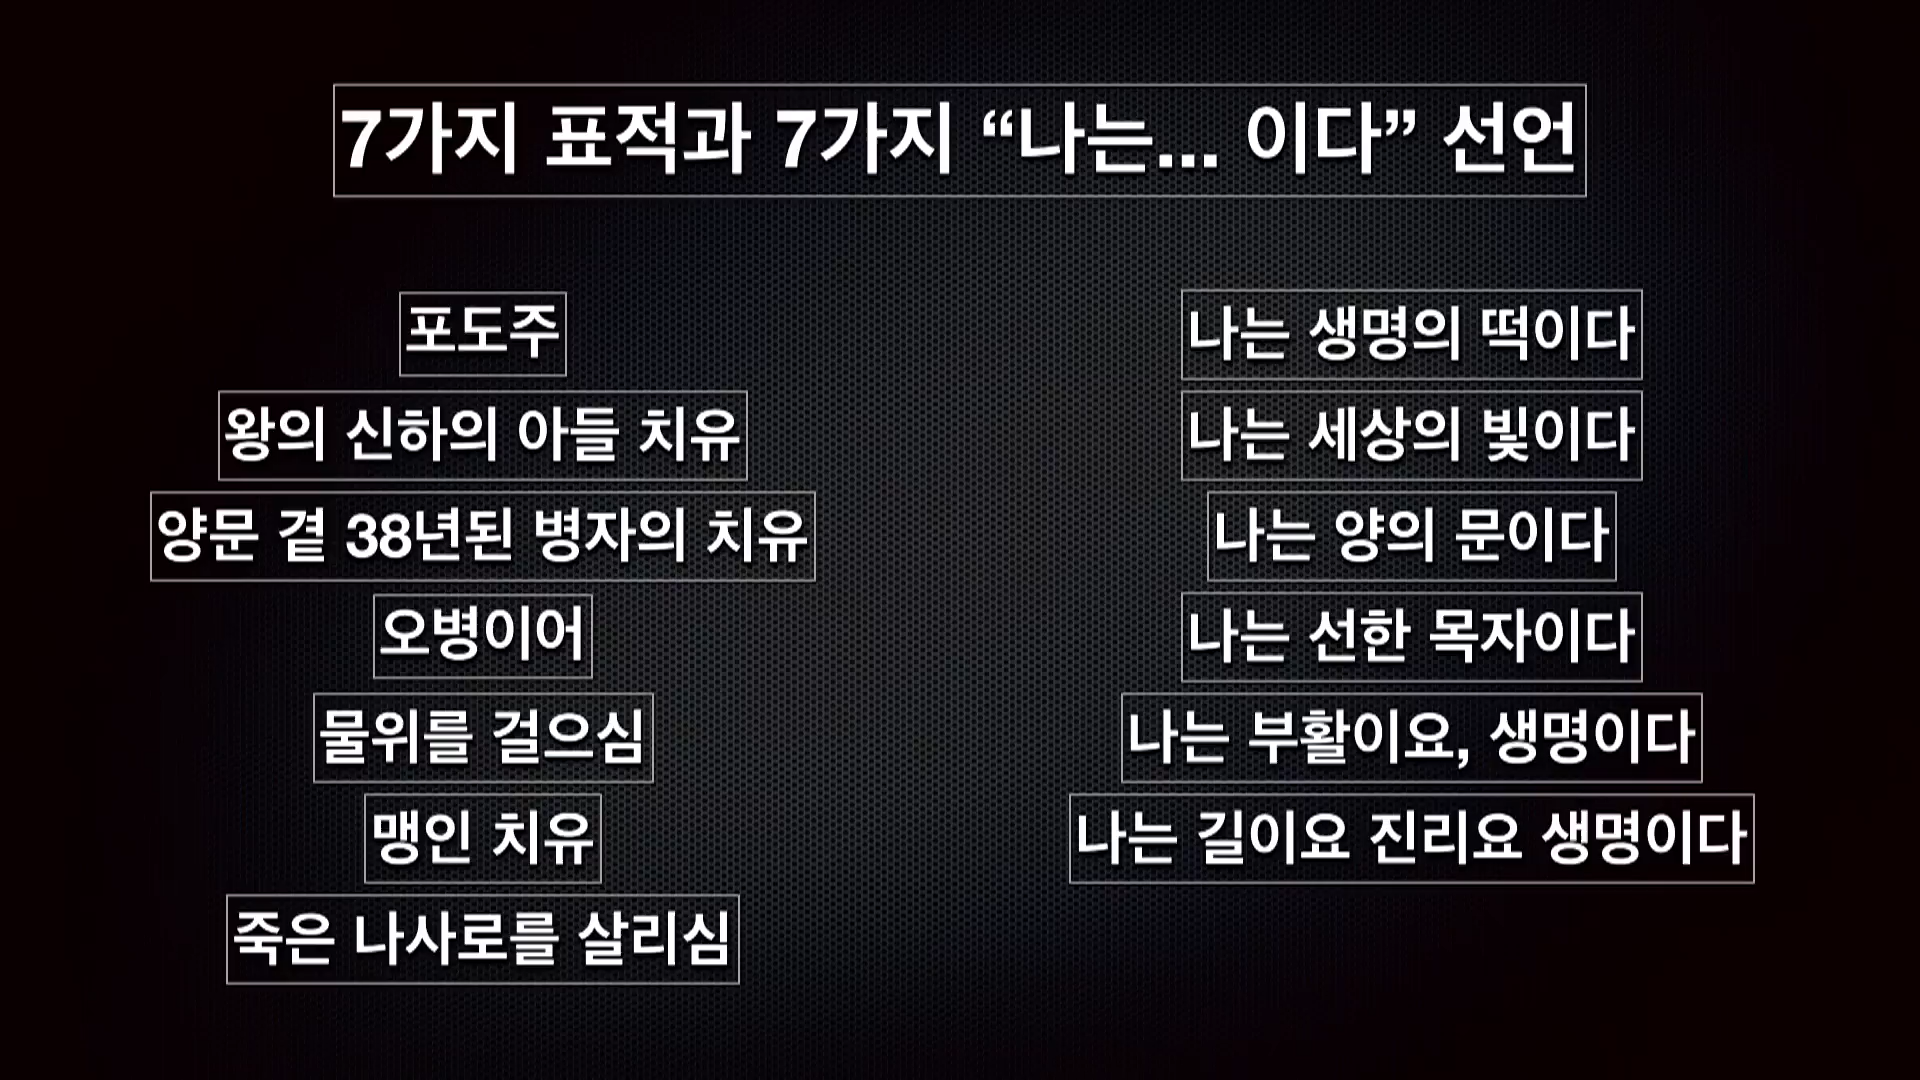 7가지 표적과 7가지 “나는... 이다” 선언
포도주
왕의 신하의 아들 치유
양문 곁 38년된 병자의 치유
오병이어
물위를 걸으심
맹인 치유
죽은 나사로를 살리심
나는 생명의 떡이다
나는 세상의 빛이다
나는 양의 문이다
나는 선한 목자이다
나는 부활이요, 생명이다
나는 길이요 진리요 생명이다